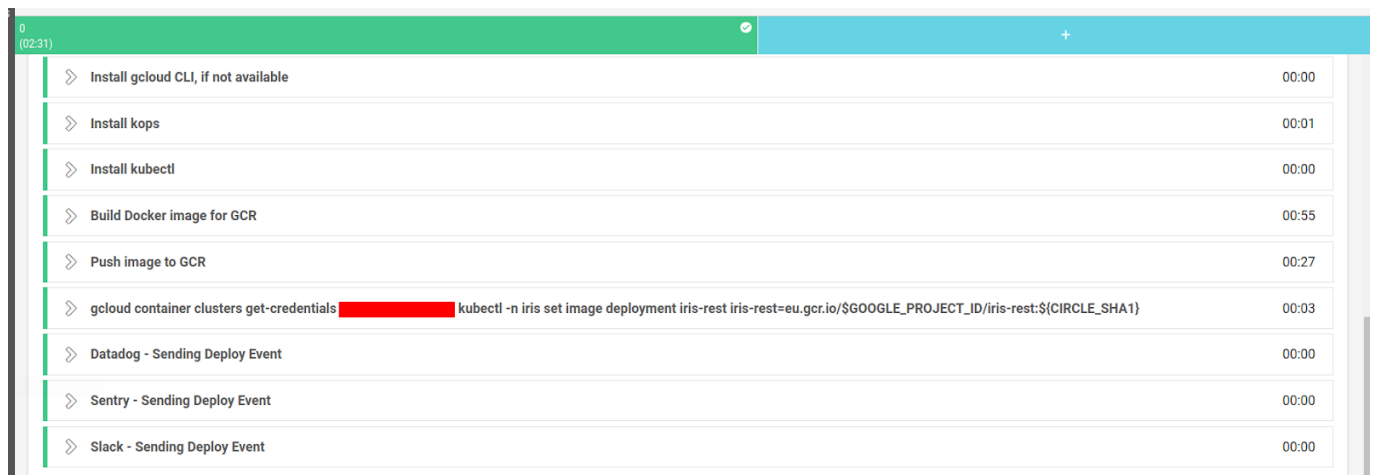 0
(02:31)
+
Install gcloud CLI, if not available 00:00
Install kops 00:01
Install kubectl 00:00
Build Docker image for GCR 00:55
Push image to GCR 00:27
gcloud container clusters get-credentials kubectl -n iris set image deployment iris-rest iris-rest=eu.gcr.io/$GOOGLE_PROJECT_ID/iris-rest:${CIRCLE_SHA1} 00:03
Datadog - Sending Deploy Event 00:00
Sentry - Sending Deploy Event 00:00
Slack - Sending Deploy Event 00:00